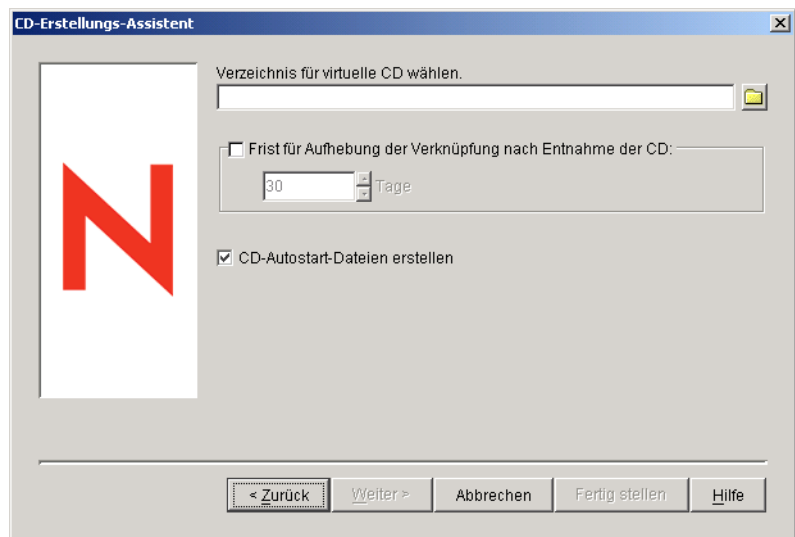 CD-Erstellungs-Assistent
Verzeichnis für virtuelle CD wählen.
Frist für Aufhebung der Verknüpfung nach Entnahme der CD:
30 Tage
CD-Autostart-Dateien erstellen
N
< Zurück Weiter > Abbrechen Fertig stellen Hilfe